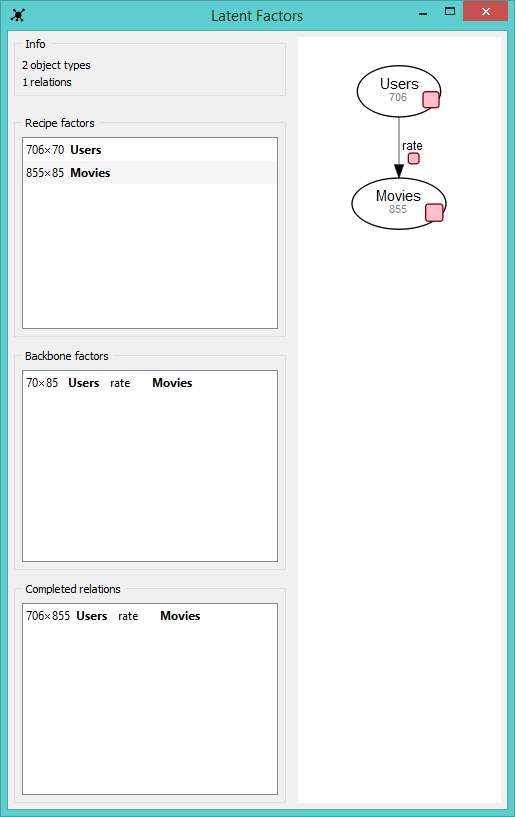 Latent Factors
Info
2 object types
1 relations
Recipe factors
706×70 Users
855×85 Movies
Backbone factors
70×85 Users rate Movies
Completed relations
706×855 Users rate Movies
Users
706
rate
Movies
855